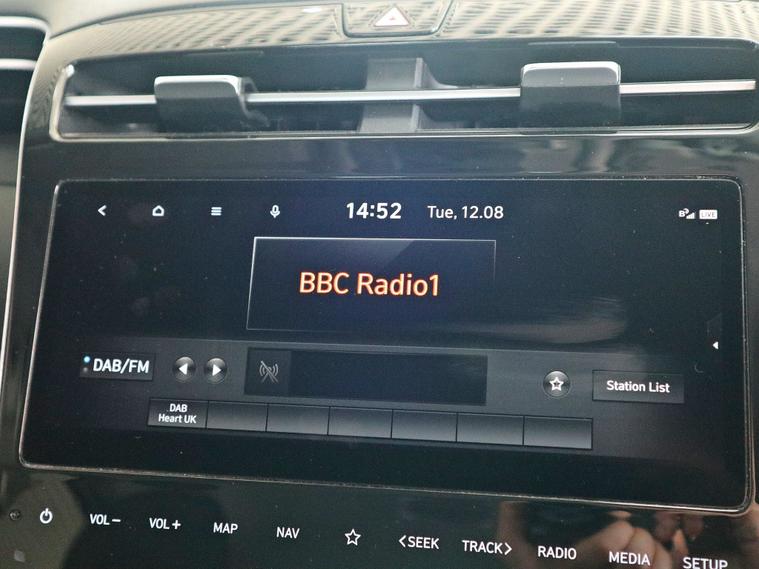 14:52 Tue, 12.08
LIVE
BBC Radio1
DAB/FM
Station List
DAB
Heart UK
VOL− VOL+ MAP NAV <SEEK TRACK> RADIO MEDIA SETUP